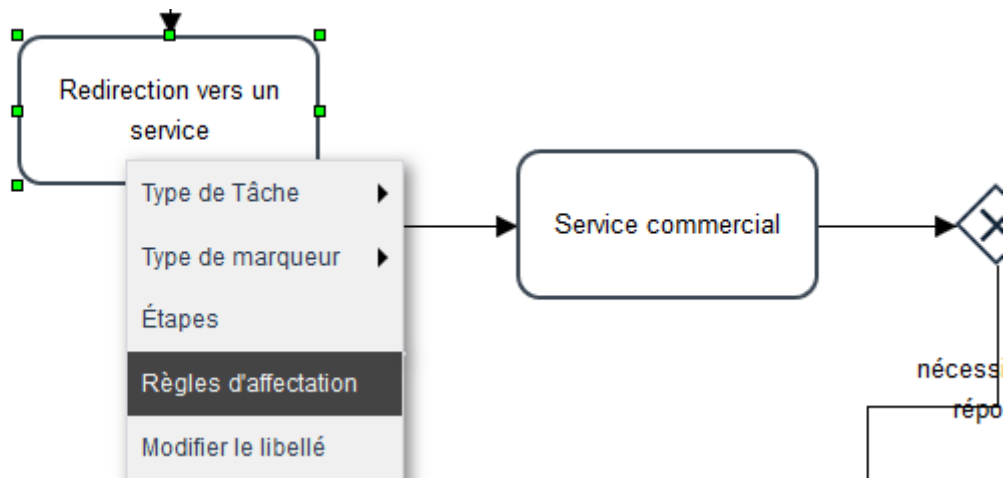 Redirection vers un
service
Type de Tâche
Type de marqueur
Étapes
Règles d'affectation
Modifier le libellé
Service commercial